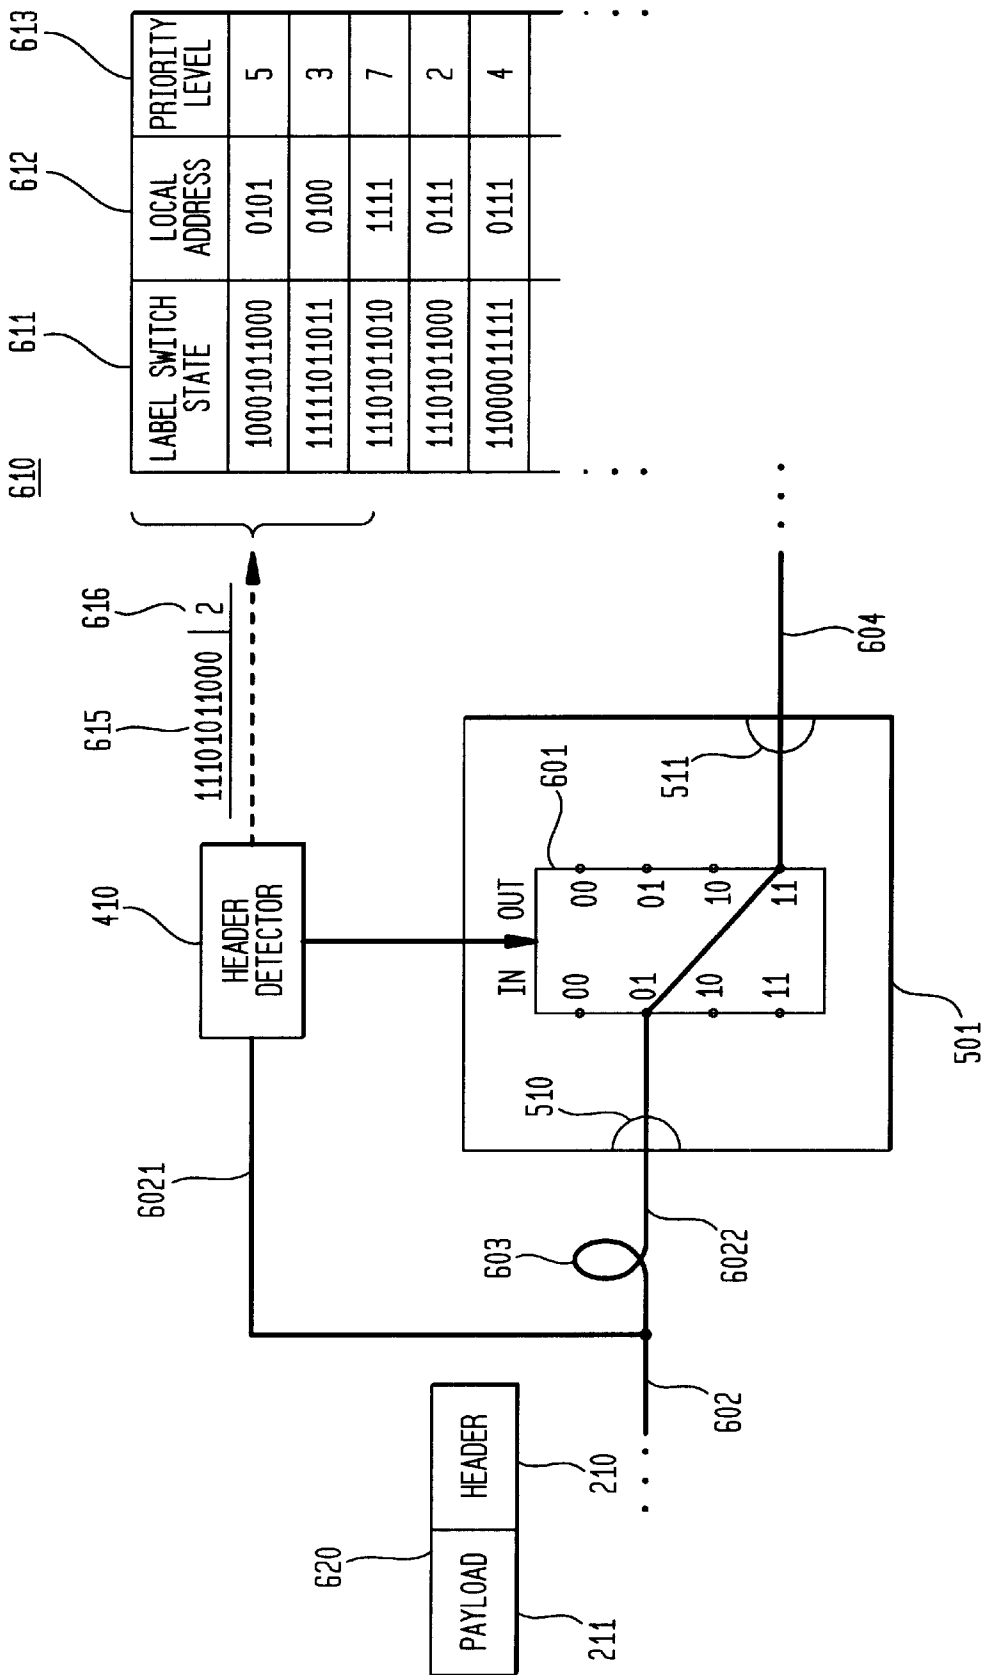 610
611
612
613
LABEL SWITCH STATE
LOCAL ADDRESS
PRIORITY LEVEL
10001011000 0101 5
11111011011 0100 3
11101011010 1111 7
11101011000 0111 2
11000011111 0111 4
615
616
11101011000 2
410
HEADER DETECTOR
6021
IN OUT
00 00
01 01
10 10
11 11
601
510
511
501
604
603
6022
602
620
PAYLOAD HEADER
211
210